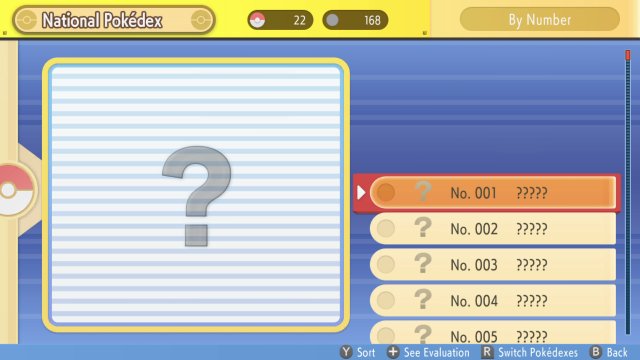 National Pokédex
22
168
By Number
?
? No. 001 ?????
? No. 002 ?????
? No. 003 ?????
? No. 004 ?????
? No. 005 ?????
Y Sort + See Evaluation R Switch Pokédexes B Back